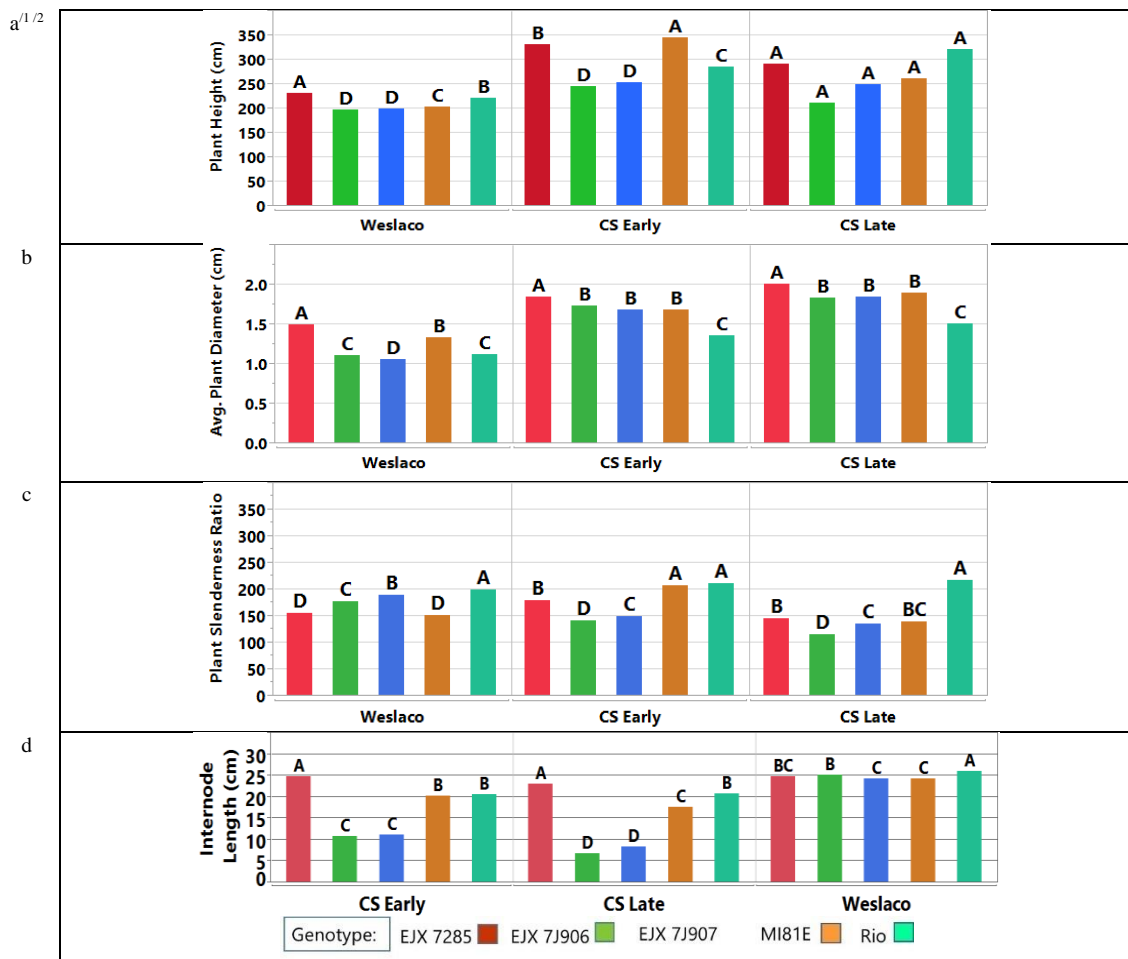 a/1 /2
Plant Height (cm)
350
300
250
200
150
100
50
0
A D D C B
B D D A C
A A A A A
Weslaco CS Early CS Late
b
Avg. Plant Diameter (cm)
2.0
1.5
1.0
0.5
0.0
A C D B C
A B B B C
A B B B C
Weslaco CS Early CS Late
c
Plant Slenderness Ratio
350
300
250
200
150
100
50
0
D C B D A
B D C A A
B D C BC A
Weslaco CS Early CS Late
d
Internode
Length (cm)
30
25
20
15
10
5
0
A C C B B
A D D C B
BC B C C A
CS Early CS Late Weslaco
Genotype: EJX 7285 EJX 7J906 EJX 7J907 MI81E Rio